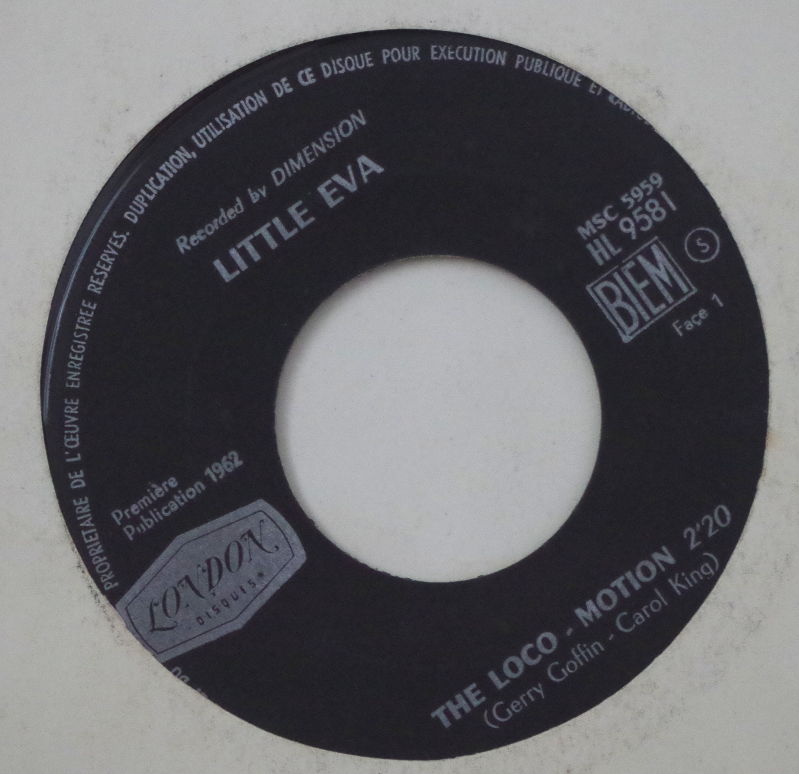 PROPRIETAIRE DE L'ŒUVRE ENREGISTREE RESERVES. DUPLICATION, UTILISATION DE CE DISQUE POUR EXECUTION PUBLIQUE ET
Recorded by DIMENSION
LITTLE EVA
MSC 5959
HL 9581
BIEM
S
Façe 1
Première
Publication 1962
LONDON
DISQUES
THE LOCO - MOTION 2'20
(Gerry Goffin - Carol King)